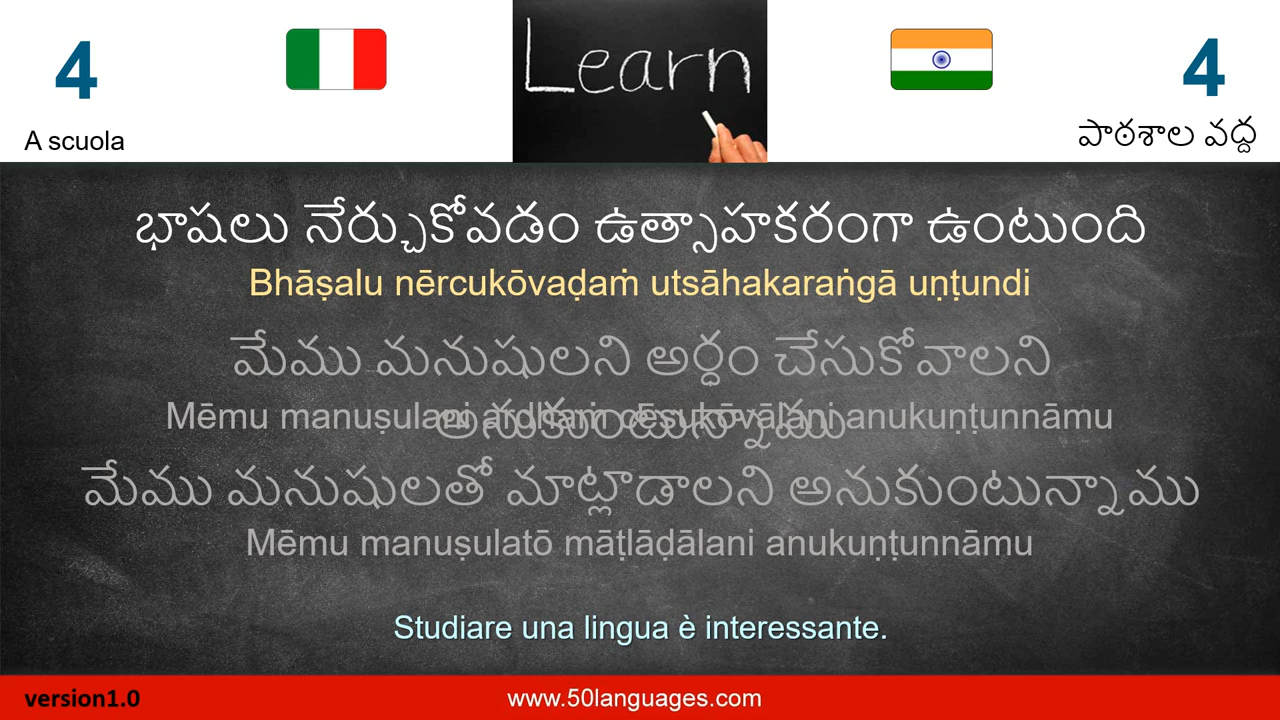 4
4
Learn
A scuola
పాఠశాల వద్ద
భాషలు నేర్చుకోవడం ఉత్సాహకరంగా ఉంటుంది
Bhāṣalu nērcukōvaḍaṁ utsāhakaraṅgā uṇṭundi
మేము మనుషులని అర్ధం చేసుకోవాలని
అనుకుంటున్నాము
Mēmu manuṣulani ardhaṁ cēsukōvālani anukuṇṭunnāmu
మేము మనుషులతో మాట్లాడాలని అనుకుంటున్నాము
Mēmu manuṣulatō māṭlāḍālani anukuṇṭunnāmu
Studiare una lingua è interessante.
version1.0
www.50languages.com